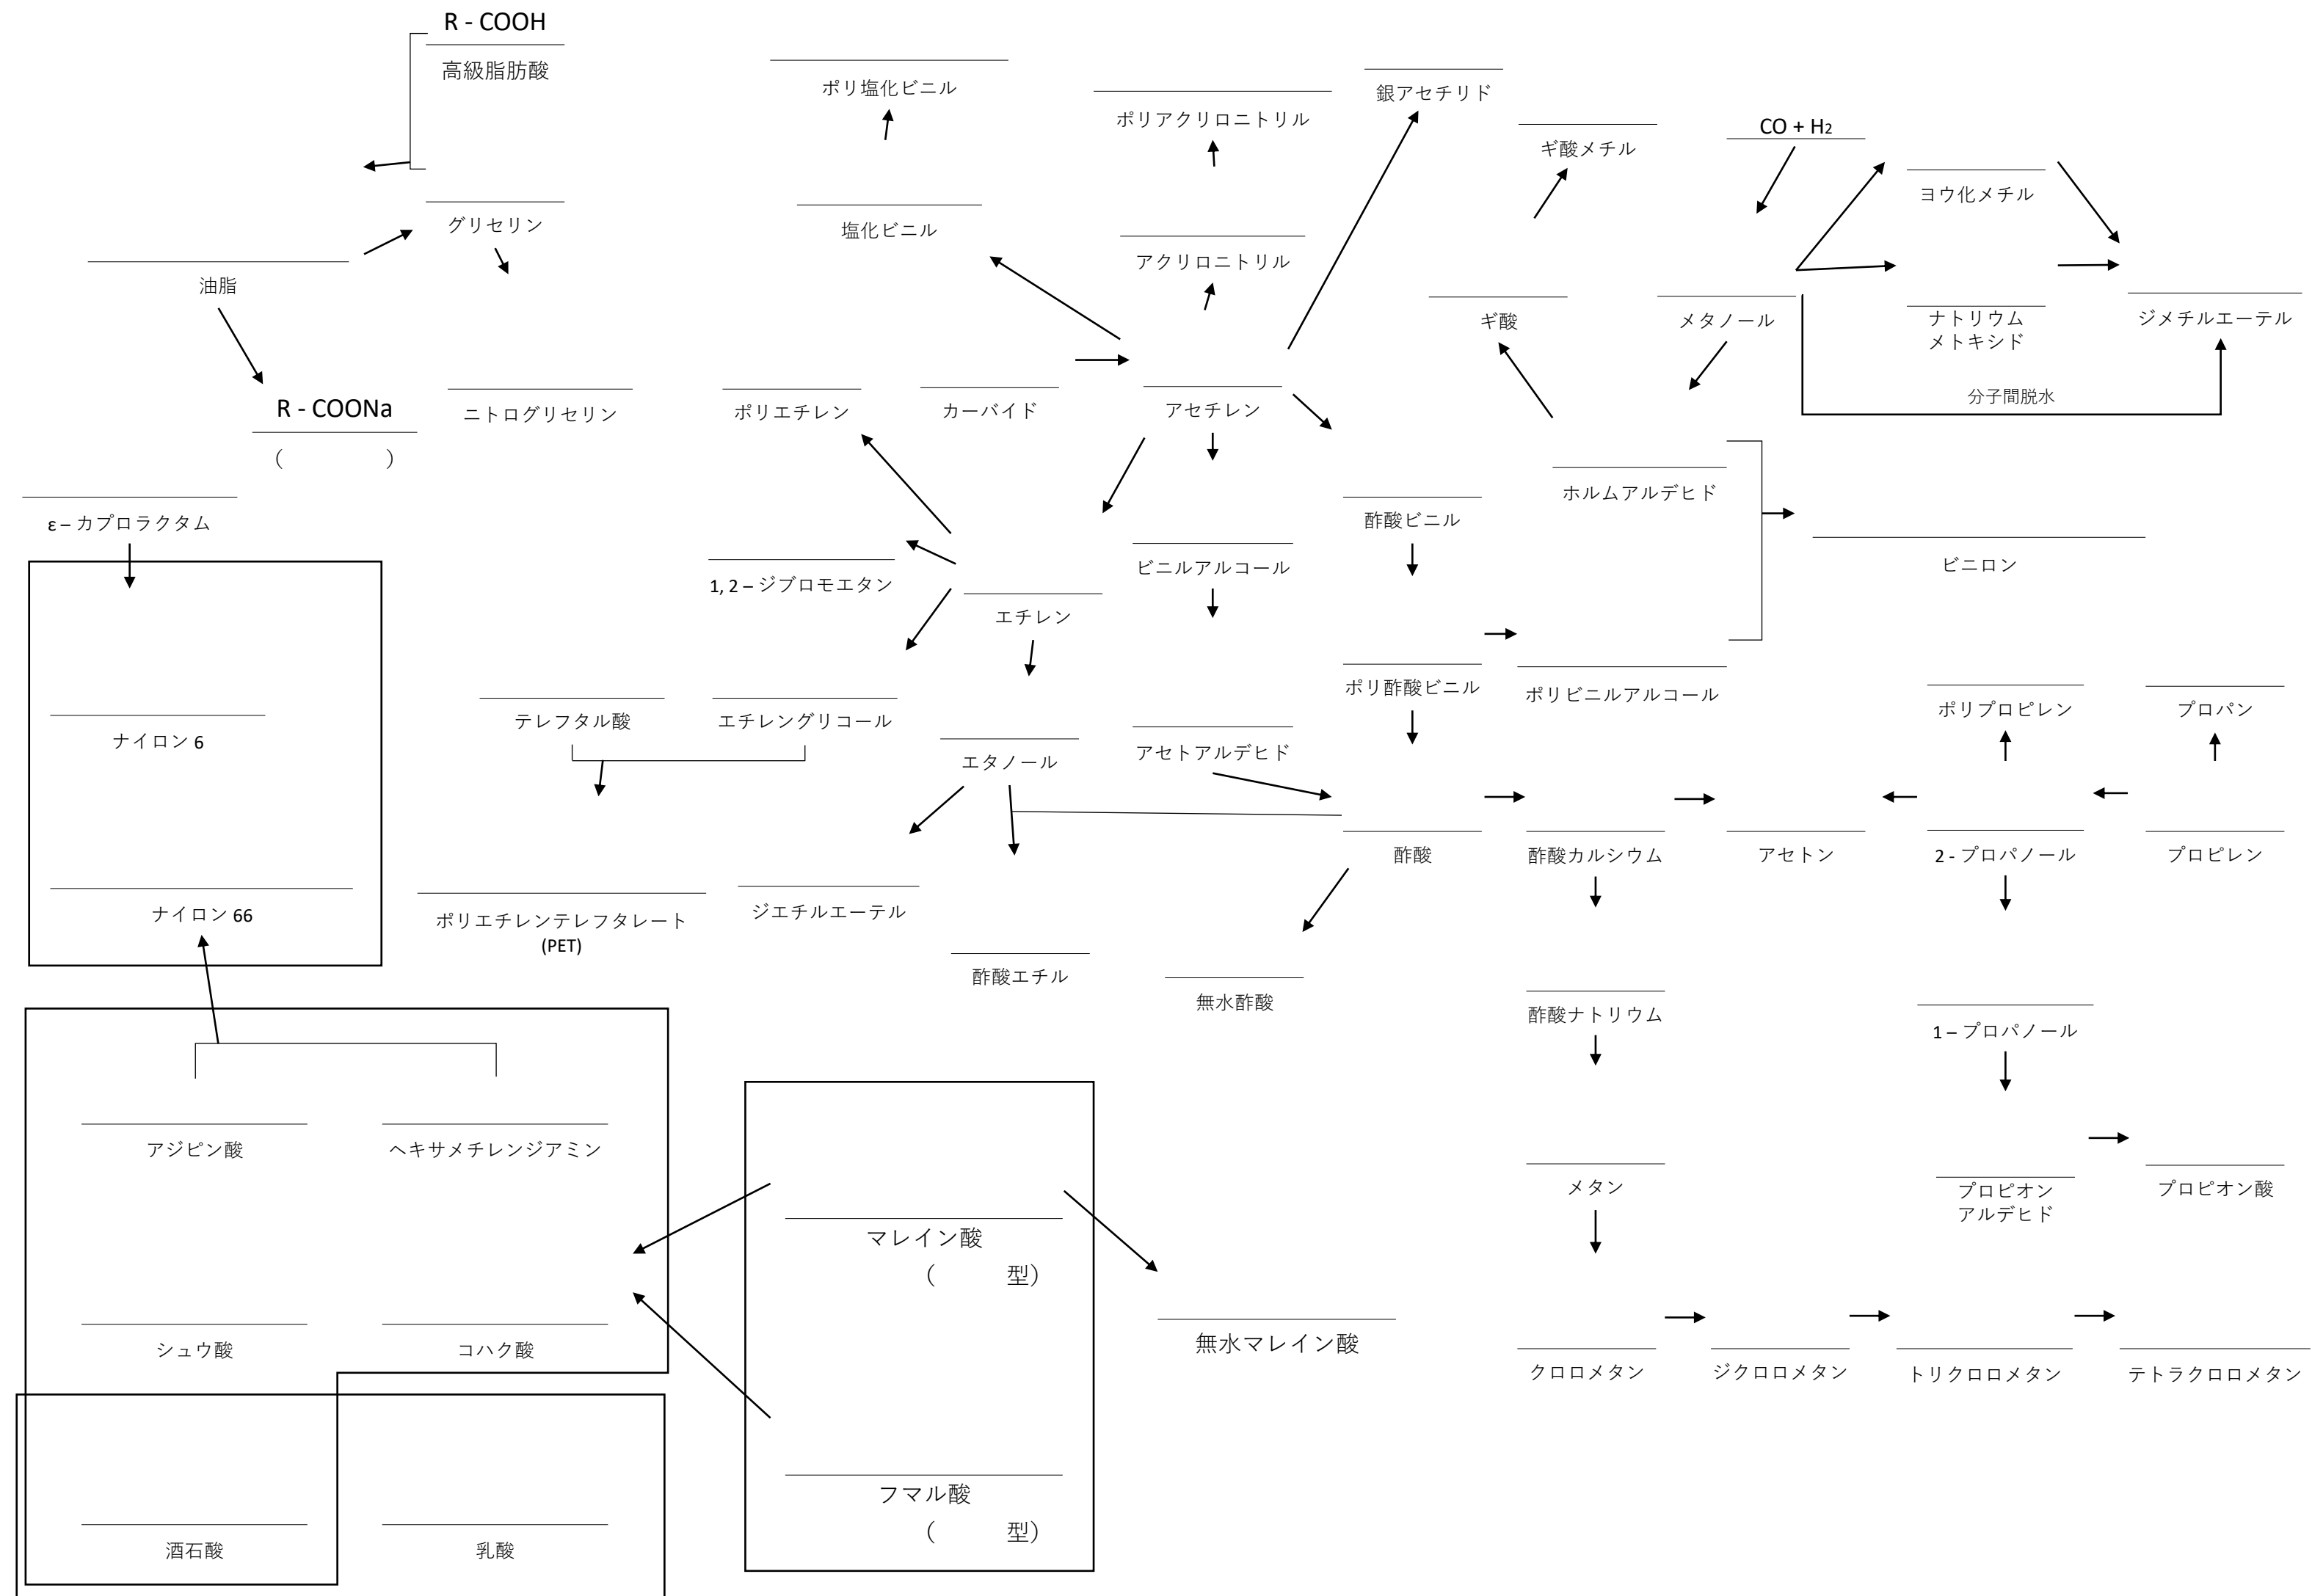 R - COOH
高級脂肪酸
ポリ塩化ビニル
銀アセチリド
ポリアクリロニトリル
CO + H2
ギ酸メチル
ヨウ化メチル
グリセリン
塩化ビニル
アクリロニトリル
油脂
ギ酸
メタノール
ナトリウム
メトキシド
ジメチルエーテル
分子間脱水
R - COONa
ニトログリセリン
ポリエチレン
カーバイド
アセチレン
（　　　　　）
ε – カプロラクタム
酢酸ビニル
ホルムアルデヒド
ビニロン
1, 2 – ジブロモエタン
ビニルアルコール
エチレン
ポリ酢酸ビニル
ポリビニルアルコール
テレフタル酸
エチレングリコール
ポリプロピレン
プロパン
ナイロン 6
エタノール
アセトアルデヒド
酢酸
酢酸カルシウム
アセトン
2 - プロパノール
プロピレン
ナイロン 66
ポリエチレンテレフタレート
(PET)
ジエチルエーテル
酢酸エチル
無水酢酸
酢酸ナトリウム
1 – プロパノール
アジピン酸
ヘキサメチレンジアミン
メタン
プロピオン
アルデヒド
プロピオン酸
マレイン酸
（　　　型）
シュウ酸
コハク酸
無水マレイン酸
クロロメタン
ジクロロメタン
トリクロロメタン
テトラクロロメタン
フマル酸
（　　　型）
酒石酸
乳酸